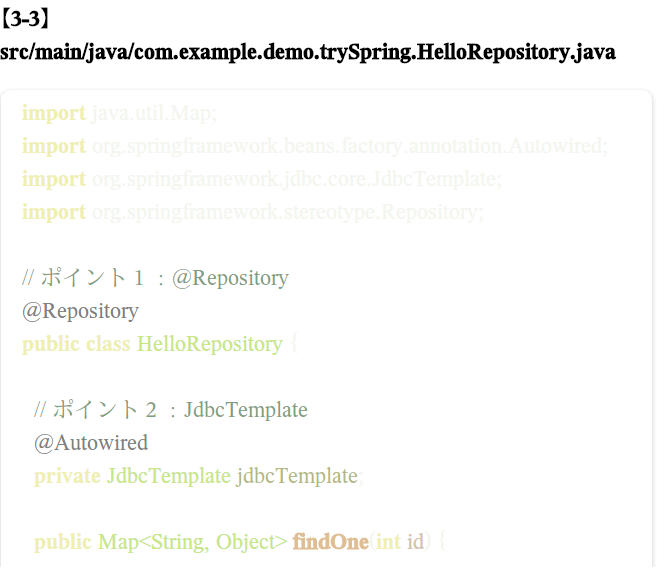 【3-3】
src/main/java/com.example.demo.trySpring.HelloRepository.java
import java.util.Map;
import org.springframework.beans.factory.annotation.Autowired;
import org.springframework.jdbc.core.JdbcTemplate;
import org.springframework.stereotype.Repository;
// ポイント1 : @Repository
@Repository
public class HelloRepository {
// ポイント2 : JdbcTemplate
@Autowired
private JdbcTemplate jdbcTemplate;
public Map<String, Object> findOne(int id) {